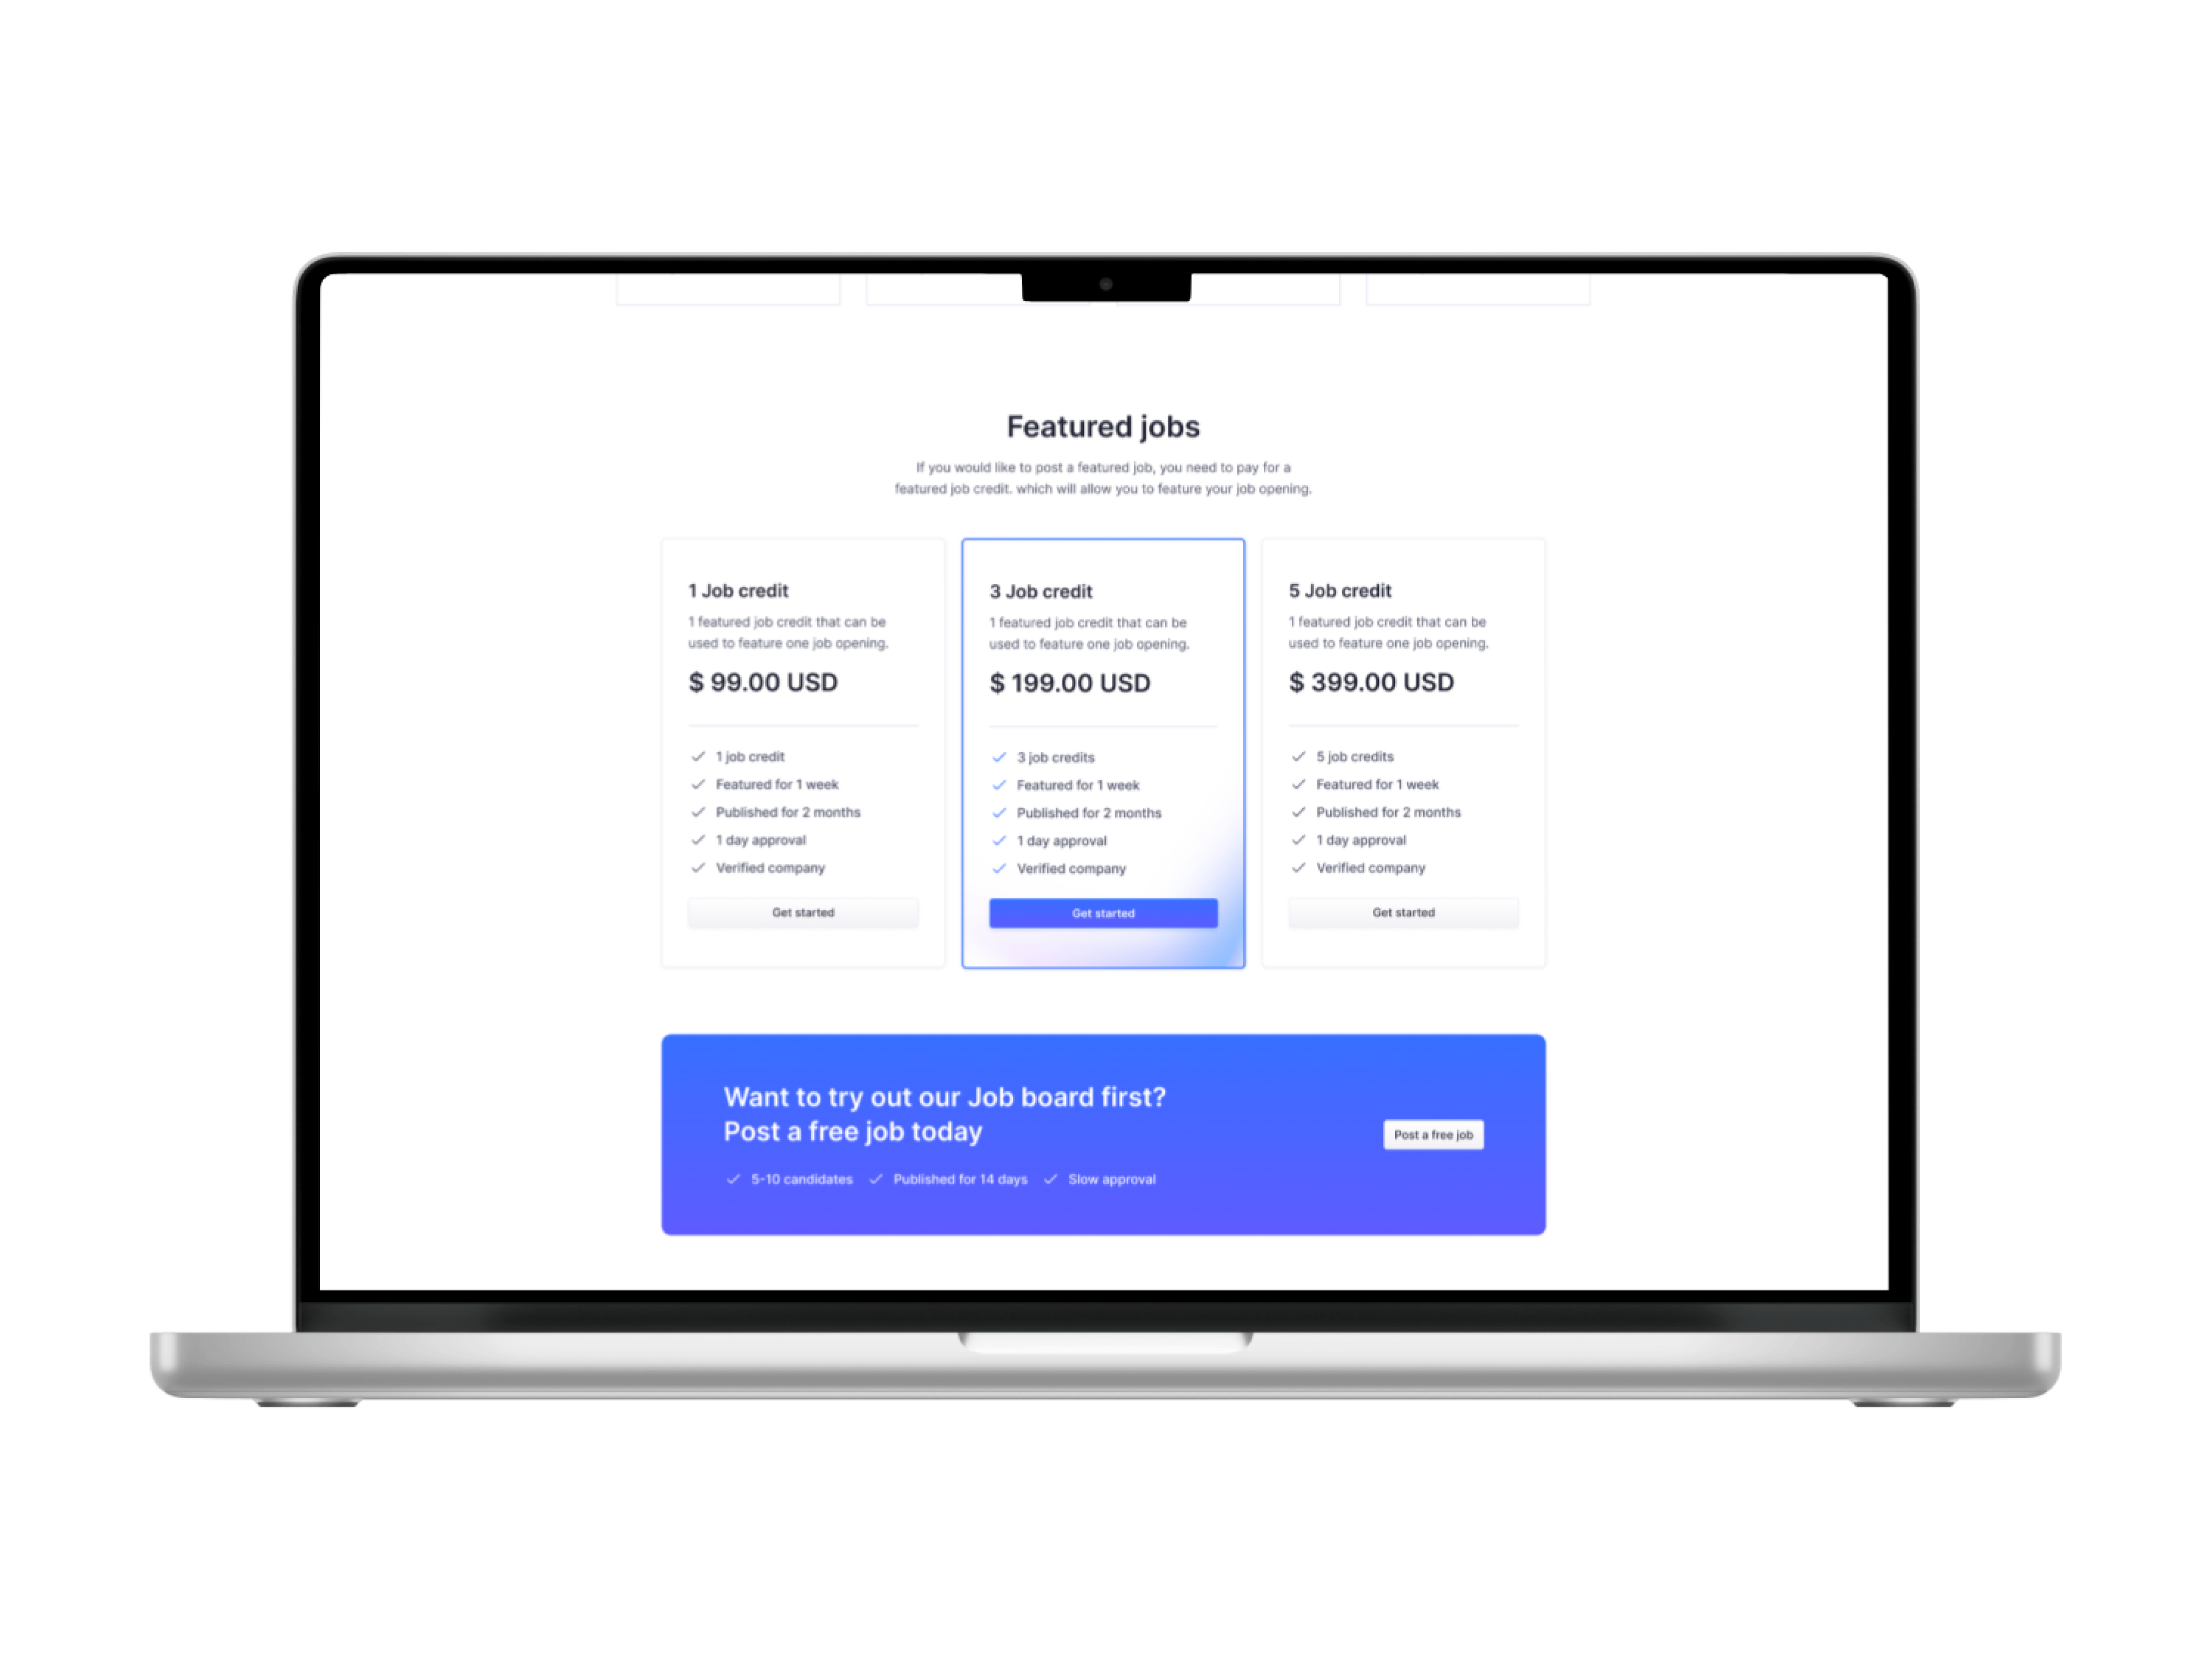 Featured jobs
If you would like to post a featured job, you need to pay for a
featured job credit. which will allow you to feature your job opening.
1 Job credit
1 featured job credit that can be
used to feature one job opening.
$ 99.00 USD
1 job credit
Featured for 1 week
Published for 2 months
1 day approval
Verified company
Get started
3 Job credit
1 featured job credit that can be
used to feature one job opening.
$ 199.00 USD
3 job credits
Featured for 1 week
Published for 2 months
1 day approval
Verified company
Get started
5 Job credit
1 featured job credit that can be
used to feature one job opening.
$ 399.00 USD
5 job credits
Featured for 1 week
Published for 2 months
1 day approval
Verified company
Get started
Want to try out our Job board first?
Post a free job today
5-10 candidates Published for 14 days Slow approval
Post a free job